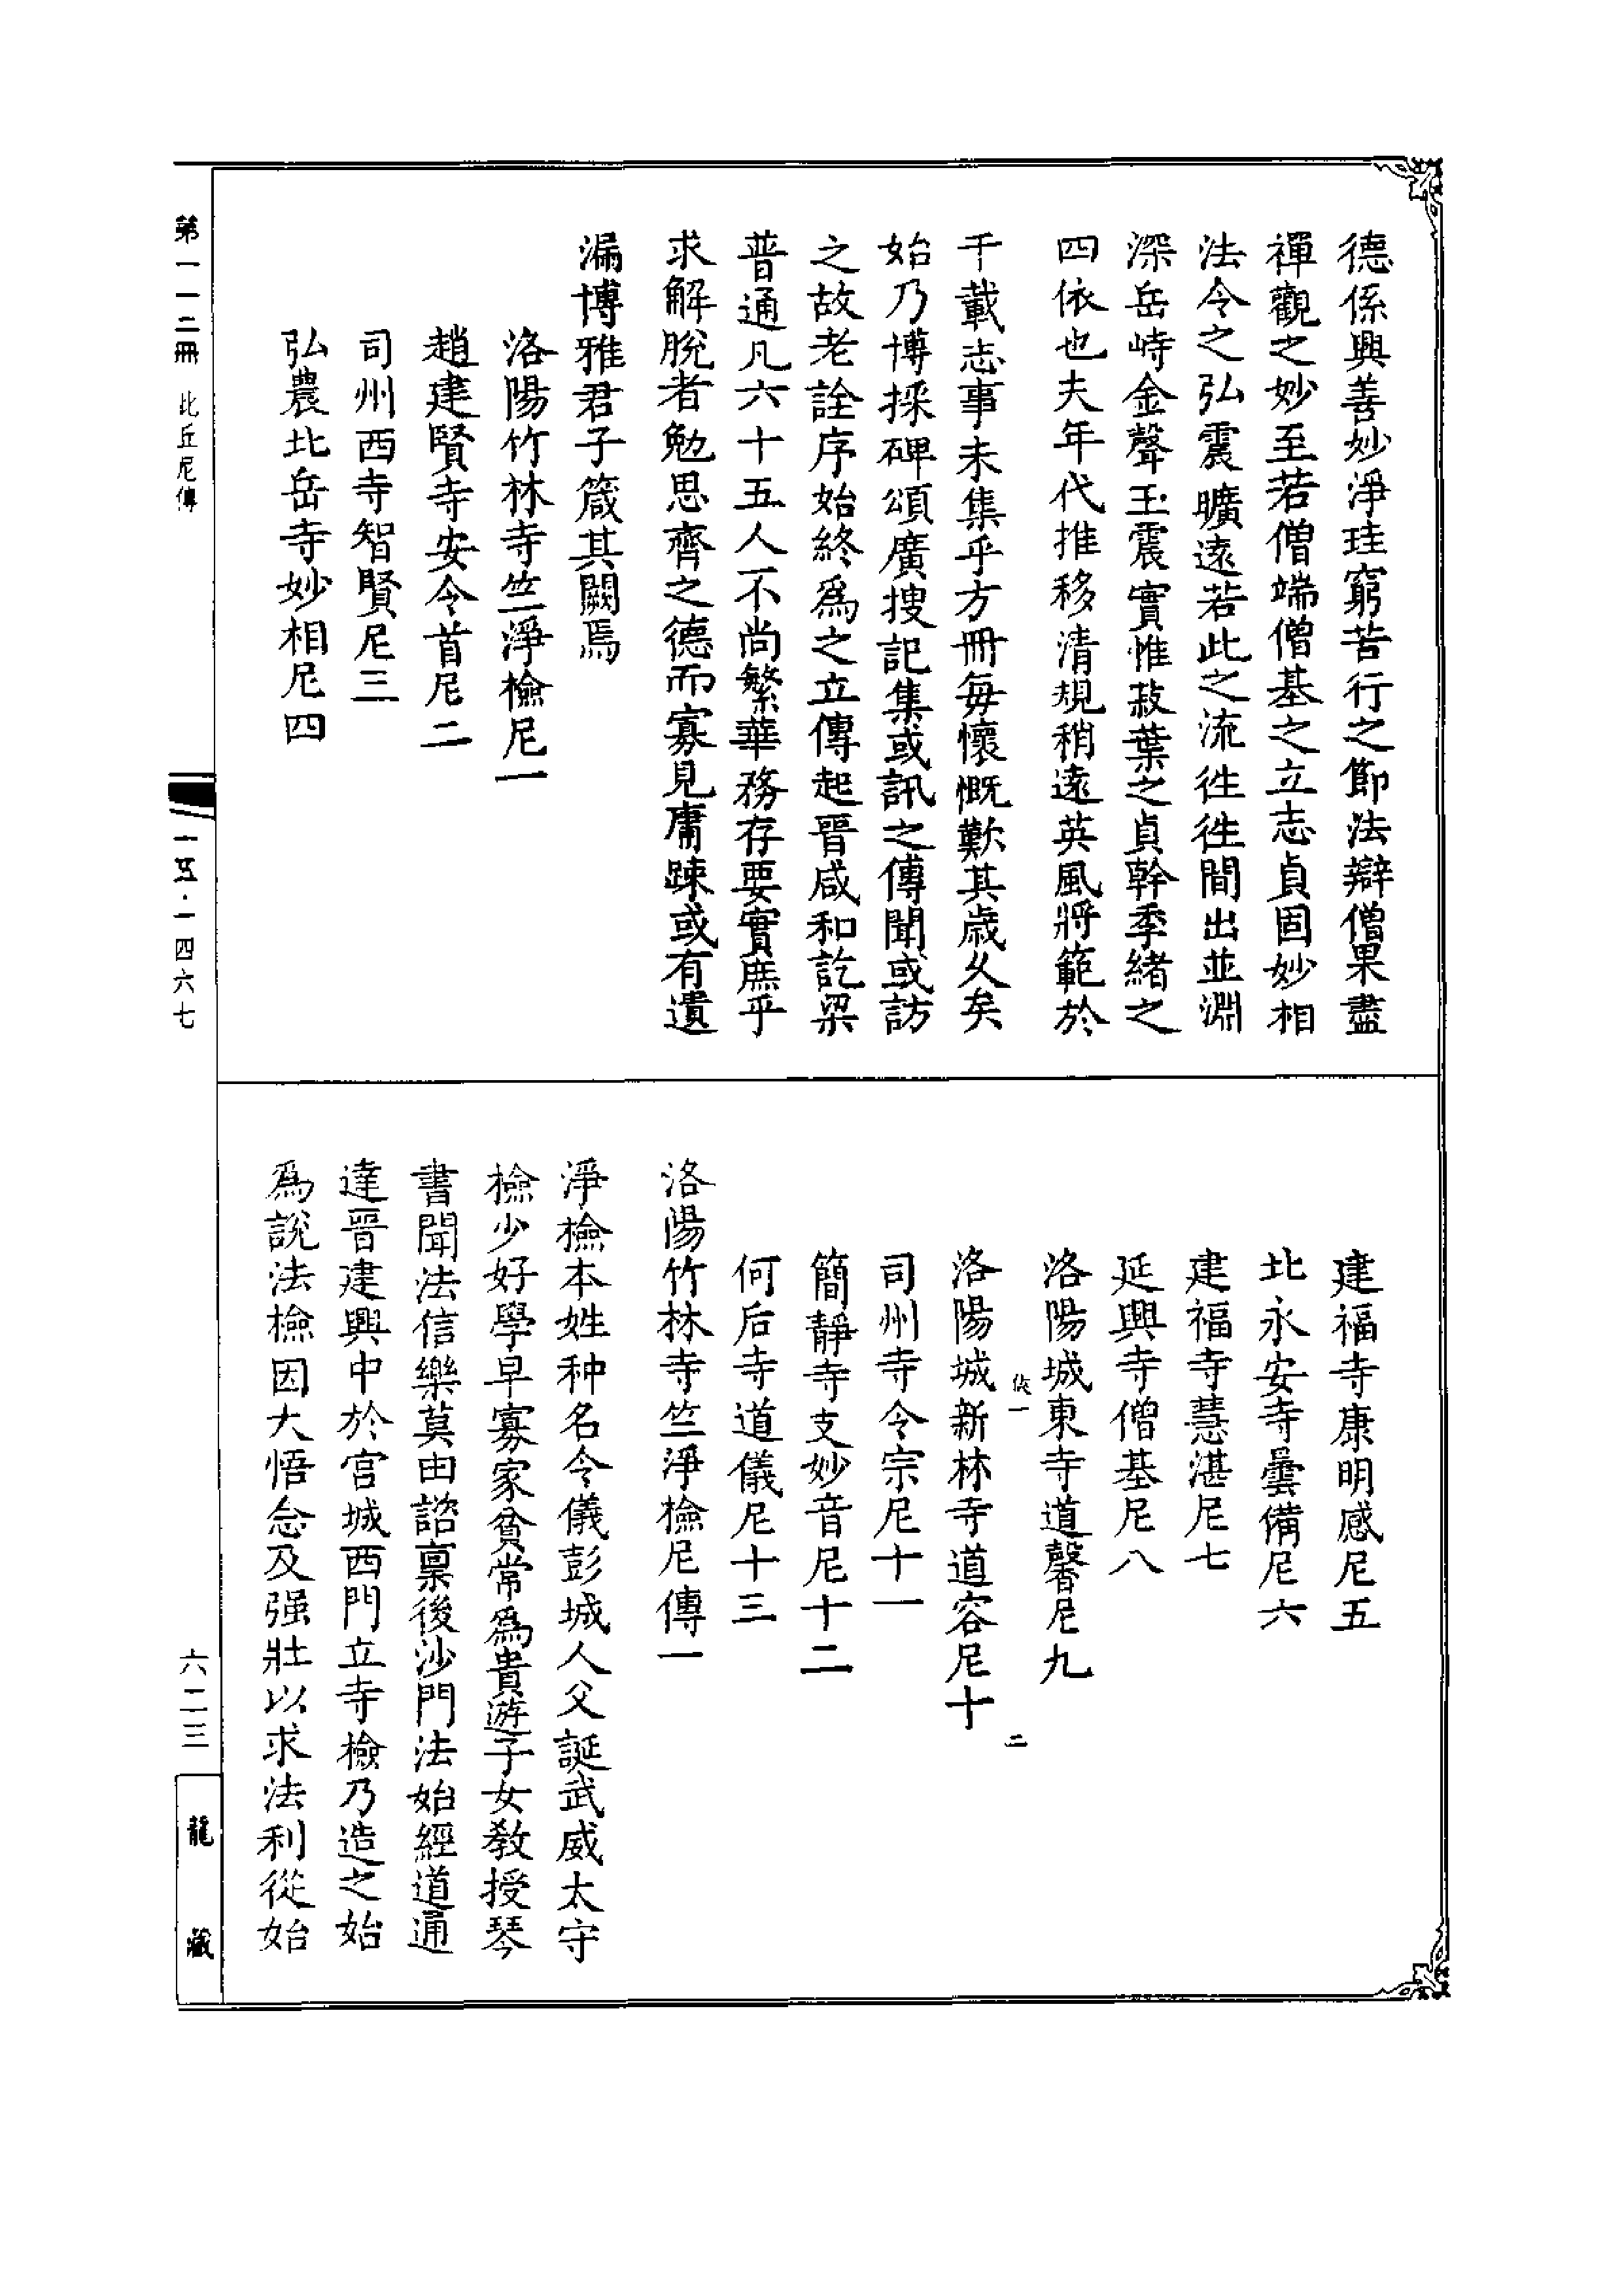 德係興善妙淨珪窮苦行之節法辯僧果盡
禪觀之妙至若僧端僧基之立志貞固妙相
法令之弘震曠遠若此之流徃徃間出並淵
深岳峙金聲玉震實惟菽葉之貞幹季緒之
四依也夫年代推移清規稍遠英風將範於
千載志事未集乎方冊每懷慨歎其歲久矣
始乃博採碑頌廣搜記集或訊之傳聞或訪
之故老詮序始終爲之立傳起晉咸和訖梁
普通凡六十五人不尚繁華務存要實庶乎
求解脫者勉思齊之德而寡見庸踈或有遺
漏博雅君子箴其闕焉
洛陽竹林寺竺淨檢尼一
趙建賢寺安令首尼二
司州西寺智賢尼三
弘農北岳寺妙相尼四
建福寺康明感尼五
北永安寺曇備尼六
建福寺慧湛尼七
延興寺僧基尼八
洛陽城東寺道馨尼九
二
洛陽城新林寺道容尼十
司州寺令宗尼十一
簡靜寺支妙音尼十二
何后寺道儀尼十三
洛陽竹林寺竺淨檢尼傳一
淨檢本姓种名令儀彭城人父誕武威太守
檢少好學早寡家貧常爲貴遊子女教授琴
書聞法信樂莫由諮稟後沙門法始經道通
達晉建興中於宮城西門立寺檢乃造之始
爲說法檢因大悟念及强壯以求法利從始
第一一二冊 比丘尼傳
一五·一四六七
六二三
龍藏